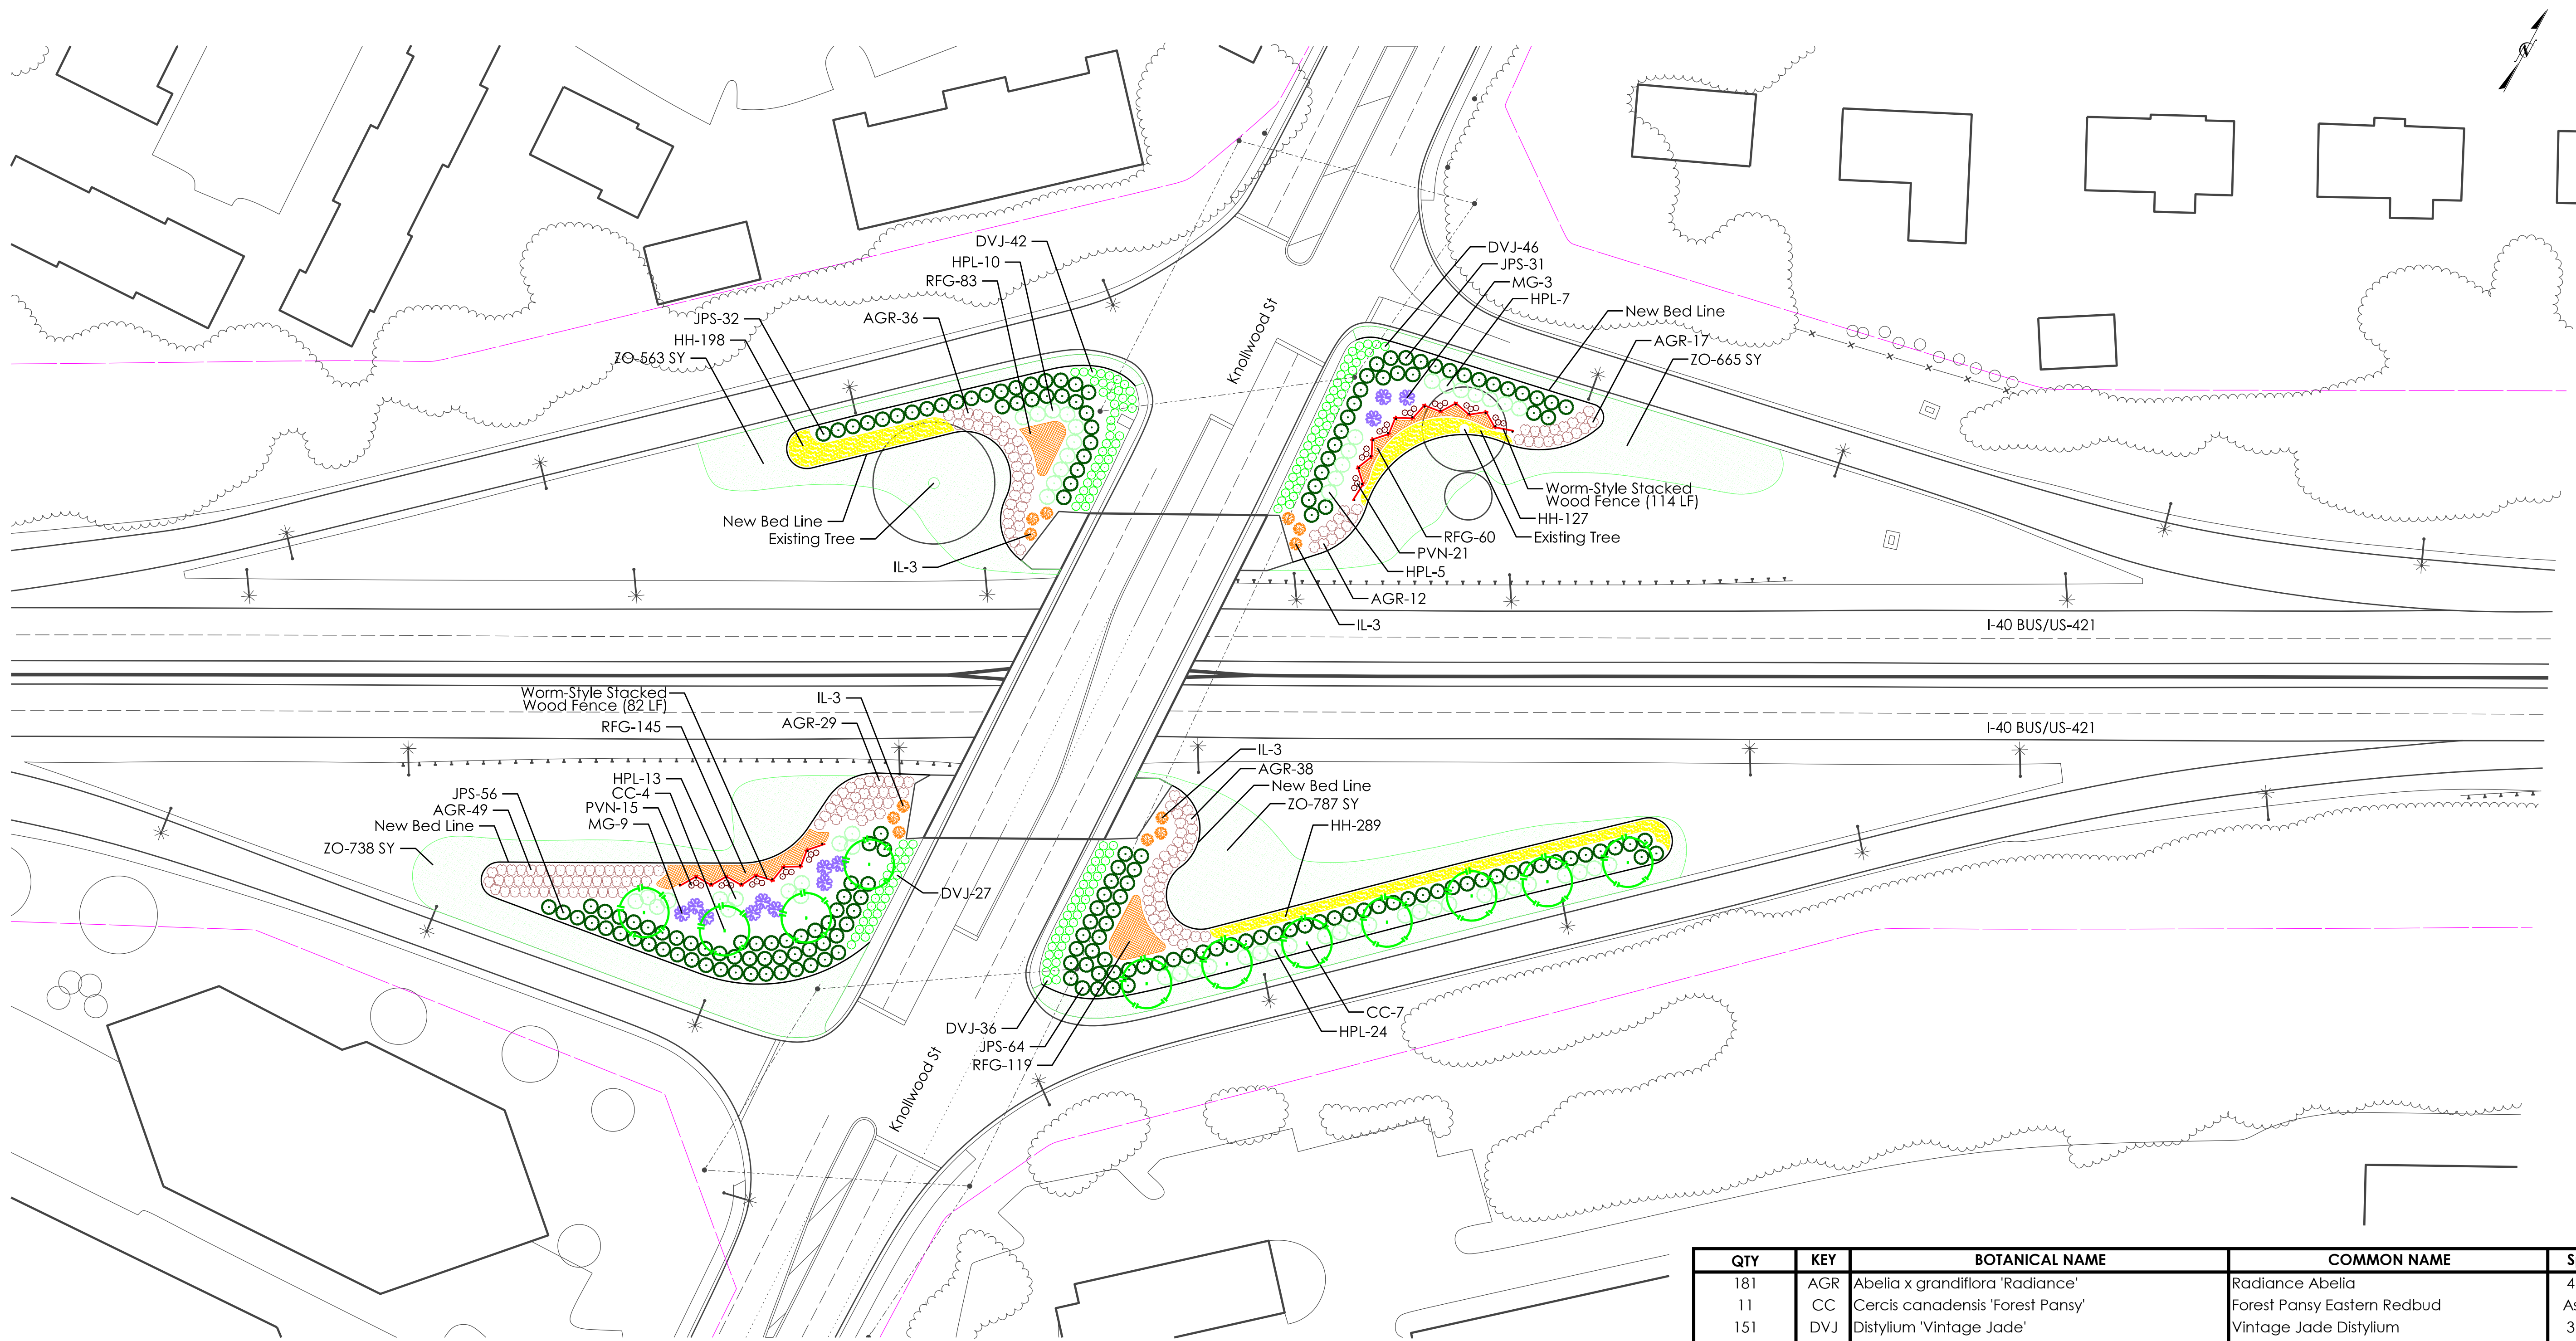 N
DVJ-42
HPL-10
RFG-83
JPS-32
AGR-36
HH-198
ZO-563 SY
New Bed Line
Existing Tree
IL-3
Knollwood St
DVJ-46
JPS-31
MG-3
HPL-7
New Bed Line
AGR-17
ZO-665 SY
Worm-Style Stacked
Wood Fence (114 LF)
HH-127
Existing Tree
RFG-60
PVN-21
HPL-5
AGR-12
IL-3
I-40 BUS/US-421
I-40 BUS/US-421
Worm-Style Stacked
Wood Fence (82 LF)
IL-3
AGR-29
RFG-145
HPL-13
CC-4
JPS-56
PVN-15
AGR-49
MG-9
New Bed Line
ZO-738 SY
DVJ-27
IL-3
AGR-38
New Bed Line
ZO-787 SY
HH-289
CC-7
HPL-24
DVJ-36
JPS-64
RFG-119
Knollwood St
QTY KEY BOTANICAL NAME COMMON NAME S
181 AGR Abelia x grandiflora 'Radiance' Radiance Abelia 4
11 CC Cercis canadensis 'Forest Pansy' Forest Pansy Eastern Redbud As
151 DVJ Distylium 'Vintage Jade' Vintage Jade Distylium 3